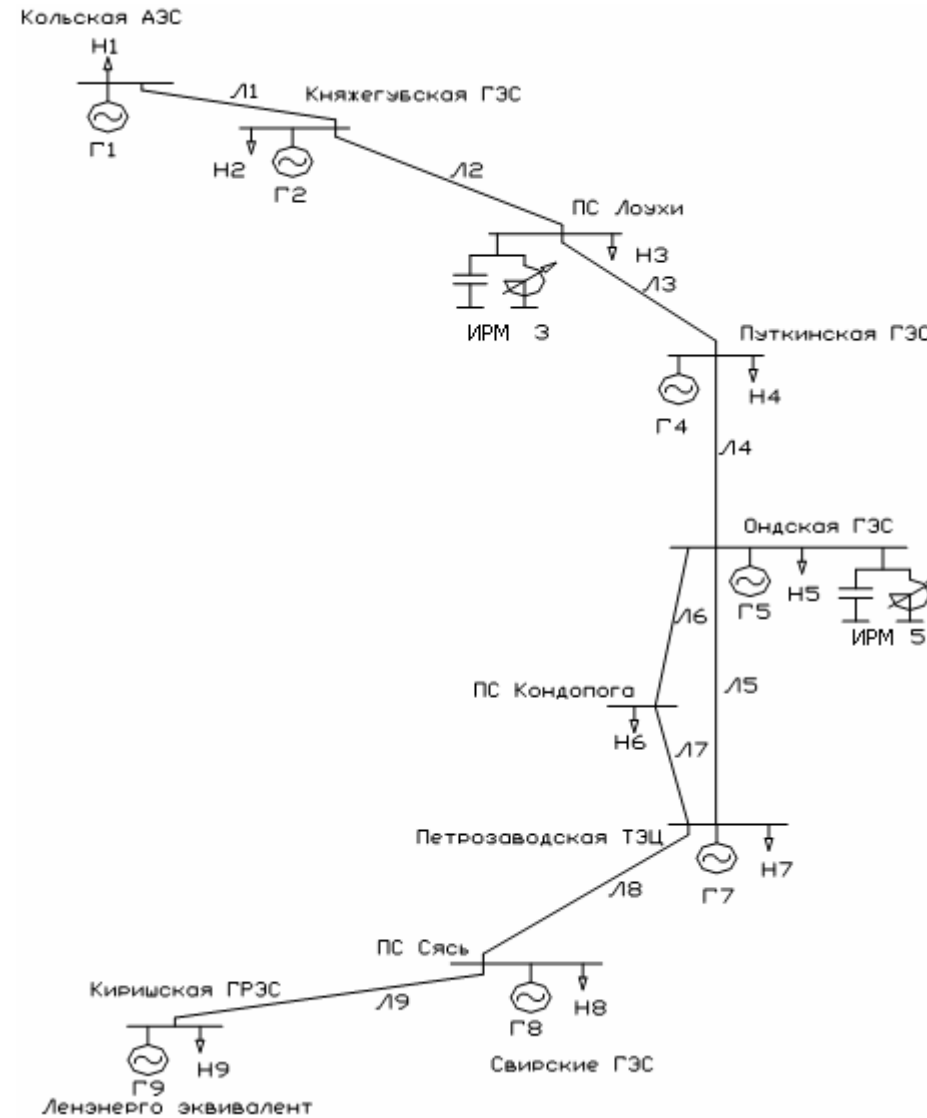 Кольская АЭС
Н1
Л1
Княжегубская ГЭС
Г1
Н2
Г2
Л2
ПС Лоухи
Н3
Л3
ИРМ 3
Путкинская ГЭС
Г4
Н4
Л4
Ондская ГЭС
Г5
Н5
ИРМ 5
Л6
Л5
ПС Кондопога
Н6
Л7
Петрозаводская ТЭЦ
Г7
Н7
Л8
ПС Сясь
Киришская ГРЭС
Л9
Г8
Н8
Г9
Н9
Свирские ГЭС
Ленэнерго эквивалент